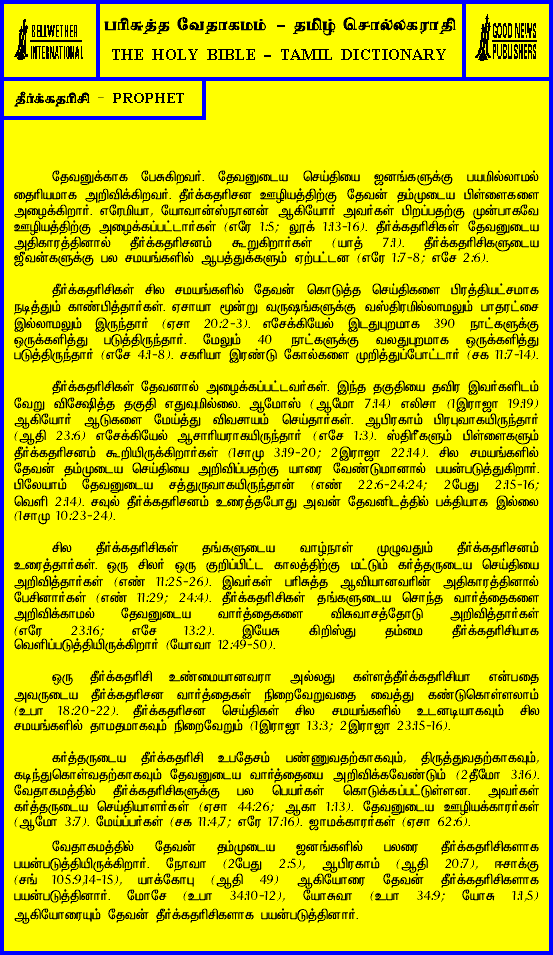 BELLWETHER
INTERNATIONAL
பரிசுத்த வேதாகமம் – தமிழ் சொல்லகராதி
THE HOLY BIBLE – TAMIL DICTIONARY
GOOD NEWS
PUBLISHERS
தீர்க்கதரிசி – PROPHET
தேவனுக்காக பேசுகிறவர். தேவனுடைய செய்தியை ஜனங்களுக்கு பயமில்லாமல்
தைரியமாக அறிவிக்கிறவர். தீர்க்கதரிசன ஊழியத்திற்கு தேவன் தம்முடைய பிள்ளைகளை
அழைக்கிறார். எரேமியா, யோவான்ஸ்நானன் ஆகியோர் அவர்கள் பிறப்பதற்கு முன்பாகவே
ஊழியத்திற்கு அழைக்கப்பட்டார்கள் (எரே 1:5; லூக் 1:13-16). தீர்க்கதரிசிகள் தேவனுடைய
அதிகாரத்தினால் தீர்க்கதரிசனம் கூறுகிறார்கள் (யாத் 7:1). தீர்க்கதரிசிகளுடைய
ஜீவன்களுக்கு பல சமயங்களில் ஆபத்துக்களும் ஏற்பட்டன (எரே 1:7-8; எசே 2:6).
தீர்க்கதரிசிகள் சில சமயங்களில் தேவன் கொடுத்த செய்திகளை பிரத்தியட்சமாக
நடித்தும் காண்பித்தார்கள். ஏசாயா மூன்று வருஷங்களுக்கு வஸ்திரமில்லாமலும் பாதரட்சை
இல்லாமலும் இருந்தார் (ஏசா 20:2-3). எசேக்கியேல் இடதுபுறமாக 390 நாட்களுக்கு
ஒருக்களித்து படுத்திருந்தார். மேலும் 40 நாட்களுக்கு வலதுபுறமாக ஒருக்களித்து
படுத்திருந்தார் (எசே 4:1-8). சகரியா இரண்டு கோல்களை முறித்துப்போட்டார் (சக 11:7-14).
தீர்க்கதரிசிகள் தேவனால் அழைக்கப்பட்டவர்கள். இந்த தகுதியை தவிர இவர்களிடம்
வேறு விசேஷித்த தகுதி எதுவுமில்லை. ஆமோஸ் (ஆமோ 7:14) எலிசா (1இராஜா 19:19)
ஆகியோர் ஆடுகளை மேய்த்து விவசாயம் செய்தார்கள். ஆபிரகாம் பிரபுவாகயிருந்தார்
(ஆதி 23:6) எசேக்கியேல் ஆசாரியராகயிருந்தார் (எசே 1:3). ஸ்திரீகளும் பிள்ளைகளும்
தீர்க்கதரிசனம் கூறியிருக்கிறார்கள் (1சாமு 3:19-20; 2இராஜா 22:14). சில சமயங்களில்
தேவன் தம்முடைய செய்தியை அறிவிப்பதற்கு யாரை வேண்டுமானால் பயன்படுத்துகிறார்.
பிலேயாம் தேவனுடைய சத்துருவாகயிருந்தான் (எண் 22:6-24:24; 2பேது 2:15-16;
வெளி 2:14). சவுல் தீர்க்கதரிசனம் உரைத்தபோது அவன் தேவனிடத்தில் பக்தியாக இல்லை
(1சாமு 10:23-24).
சில தீர்க்கதரிசிகள் தங்களுடைய வாழ்நாள் முழுவதும் தீர்க்கதரிசனம்
உரைத்தார்கள். ஒரு சிலர் ஒரு குறிப்பிட்ட காலத்திற்கு மட்டும் கர்த்தருடைய செய்தியை
அறிவித்தார்கள் (எண் 11:25-26). இவர்கள் பரிசுத்த ஆவியானவரின் அதிகாரத்தினால்
பேசினார்கள் (எண் 11:29; 24:4). தீர்க்கதரிசிகள் தங்களுடைய சொந்த வார்த்தைகளை
அறிவிக்காமல் தேவனுடைய வார்த்தைகளை விசுவாசத்தோடு அறிவித்தார்கள்
(எரே 23:16; எசே 13:2). இயேசு கிறிஸ்து தம்மை தீர்க்கதரிசியாக
வெளிப்படுத்தியிருக்கிறார் (யோவா 12:49-50).
ஒரு தீர்க்கதரிசி உண்மையானவரா அல்லது கள்ளத்தீர்க்கதரிசியா என்பதை
அவருடைய தீர்க்கதரிசன வார்த்தைகள் நிறைவேறுவதை வைத்து கண்டுகொள்ளலாம்
(உபா 18:20-22). தீர்க்கதரிசன செய்திகள் சில சமயங்களில் உடனடியாகவும் சில
சமயங்களில் தாமதமாகவும் நிறைவேறும் (1இராஜா 13:3; 2இராஜா 23:15-16).
கர்த்தருடைய தீர்க்கதரிசி உபதேசம் பண்ணுவதற்காகவும், திருத்துவதற்காகவும்,
கடிந்துகொள்வதற்காகவும் தேவனுடைய வார்த்தையை அறிவிக்கவேண்டும் (2தீமோ 3:16).
வேதாகமத்தில் தீர்க்கதரிசிகளுக்கு பல பெயர்கள் கொடுக்கப்பட்டுள்ளன. அவர்கள்
கர்த்தருடைய செய்தியாளர்கள் (ஏசா 44:26; ஆகா 1:13). தேவனுடைய ஊழியக்காரர்கள்
(ஆமோ 3:7). மேய்ப்பர்கள் (சக 11:4,7; எரே 17:16). ஜாமக்காரர்கள் (ஏசா 62:6).
வேதாகமத்தில் தேவன் தம்முடைய ஜனங்களில் பலரை தீர்க்கதரிசிகளாக
பயன்படுத்தியிருக்கிறார். நோவா (2பேது 2:5), ஆபிரகாம் (ஆதி 20:7), ஈசாக்கு
(சங் 105:9,14-15), யாக்கோபு (ஆதி 49) ஆகியோரை தேவன் தீர்க்கதரிசிகளாக
பயன்படுத்தினார். மோசே (உபா 34:10-12), யோசுவா (உபா 34:9; யோசு 1:1,5)
ஆகியோரையும் தேவன் தீர்க்கதரிசிகளாக பயன்படுத்தினார்.